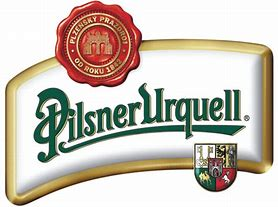 PLZEŇSKÝ PRAZDROJ
OD ROKU 1842
Pilsner Urquell®